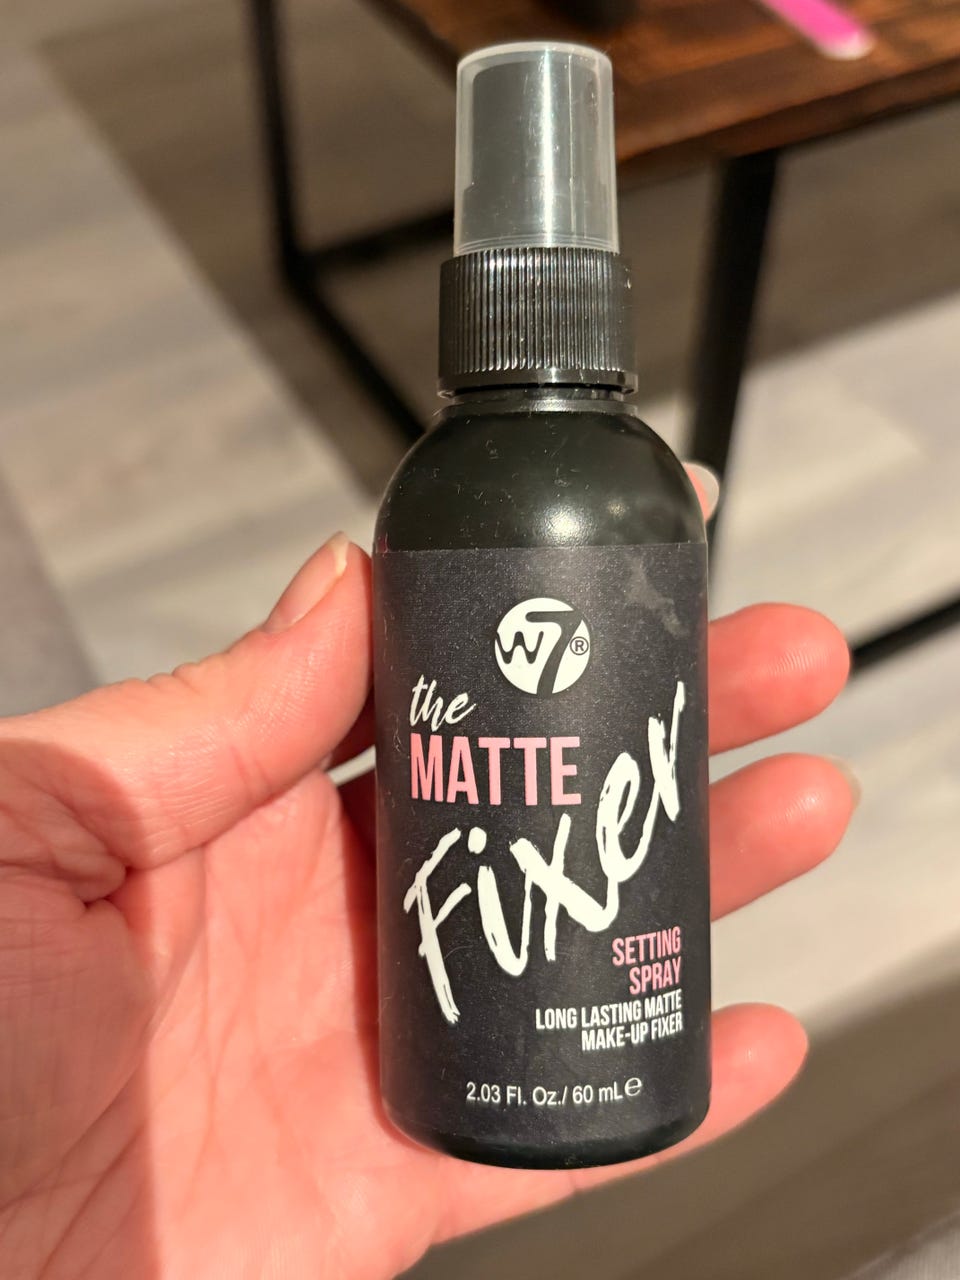 W7®
the
MATTE
Fixer
SETTING
SPRAY
LONG LASTING MATTE
MAKE-UP FIXER
2.03 Fl. Oz./ 60 mL ℮